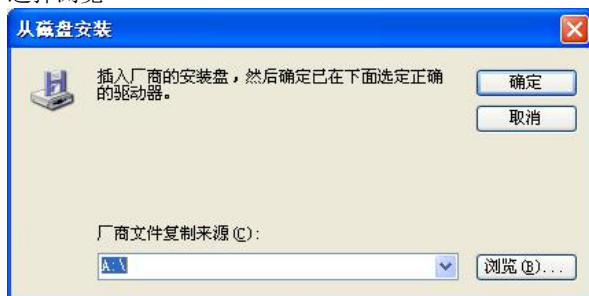 从磁盘安装
插入厂商的安装盘，然后确定已在下面选定正确
的驱动器。
确定
取消
厂商文件复制来源(C):
A:\
浏览(B)...